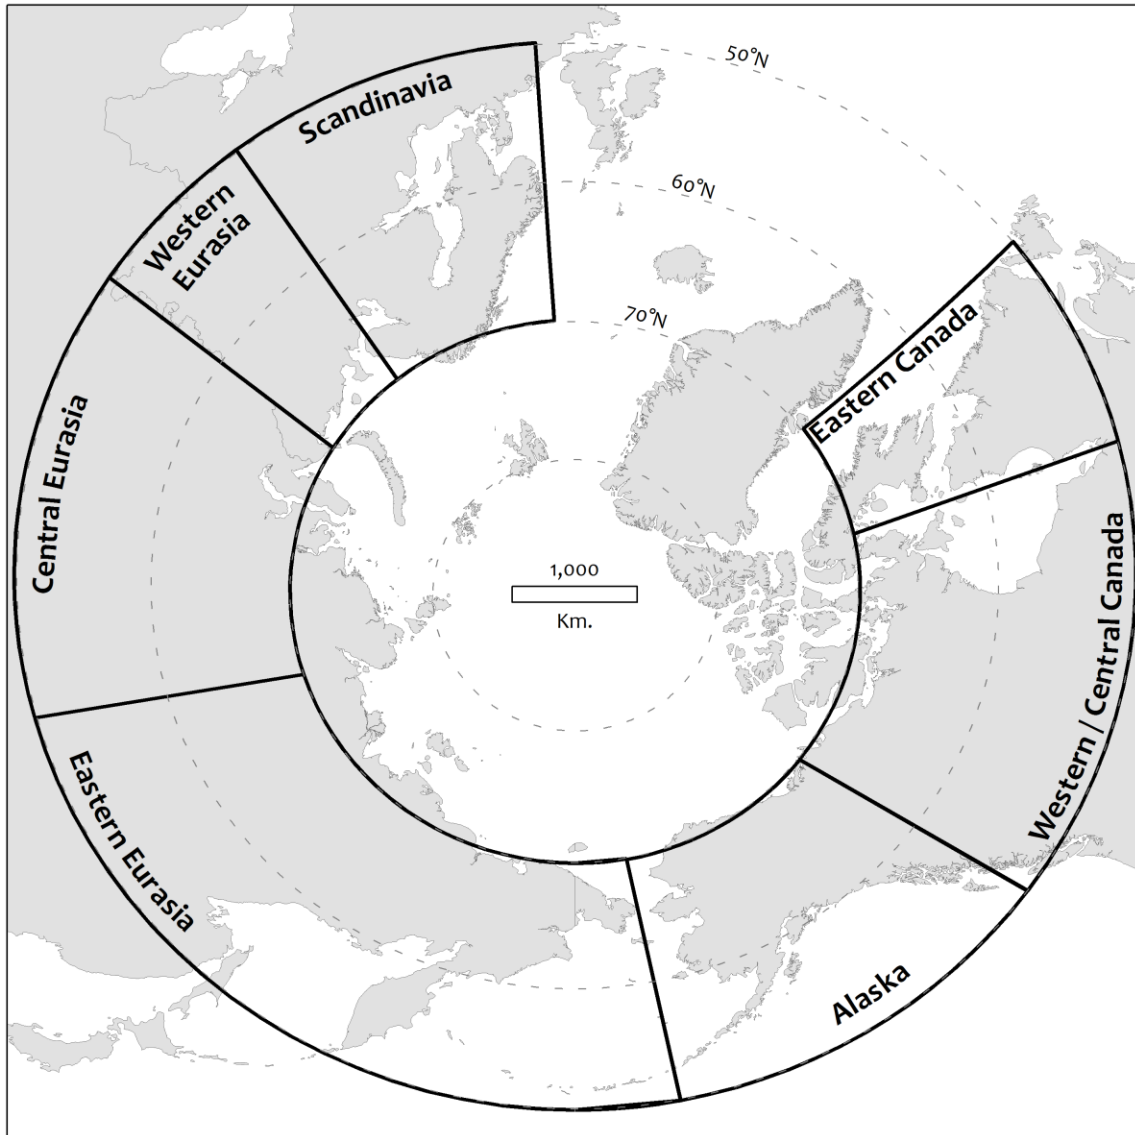 50°N
Scandinavia
60°N
Western
Eurasia
70°N
Eastern Canada
Central Eurasia
1,000
Km.
Western / Central Canada
Eastern Eurasia
Alaska